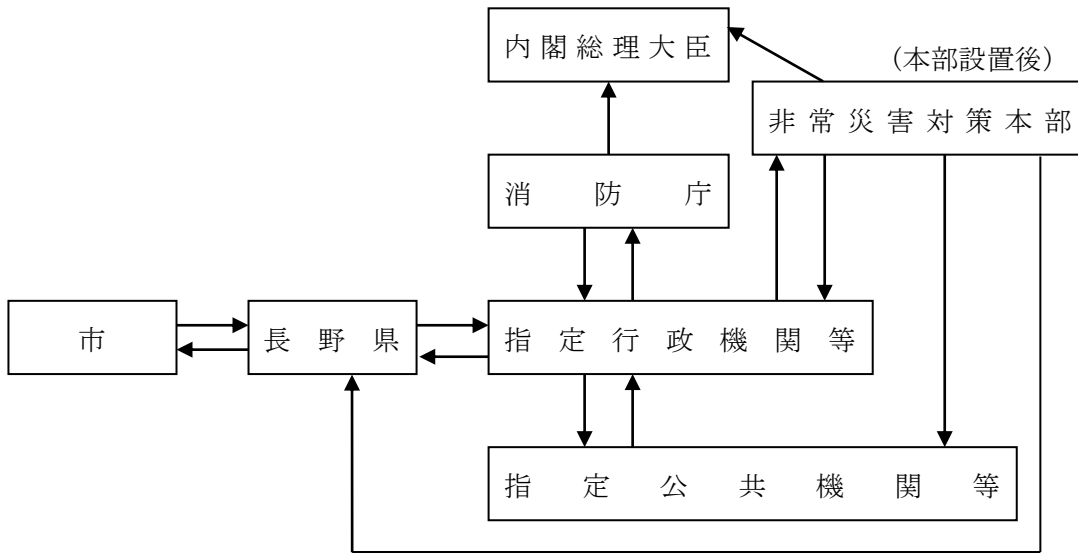 内閣総理大臣
(本部設置後)
非常災害対策本部
消防庁
市
長野県
指定行政機関等
指定公共機関等